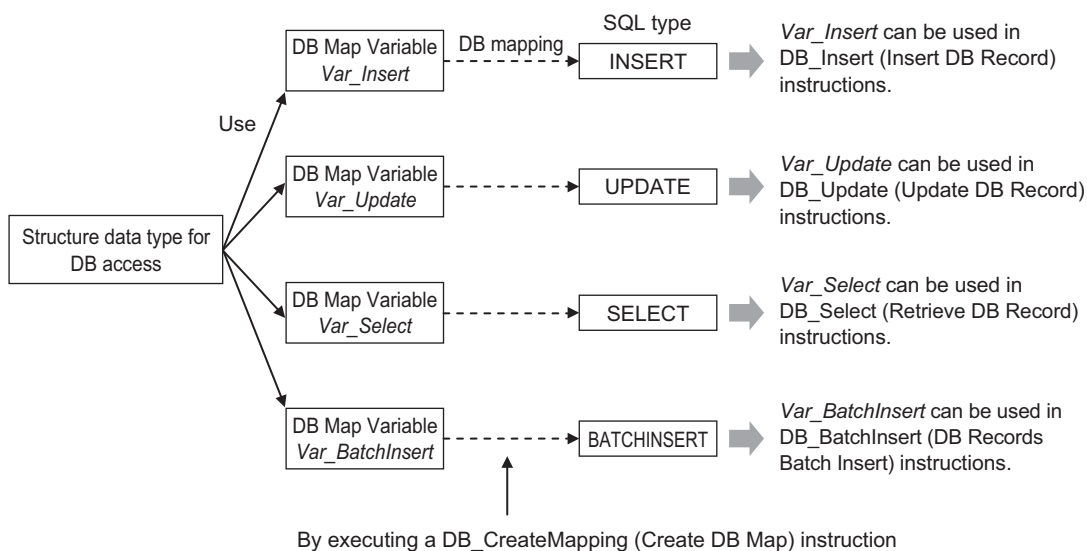 SQL type
DB Map Variable
Var_Insert
DB mapping
INSERT
Var_Insert can be used in
DB_Insert (Insert DB Record)
instructions.
Use
DB Map Variable
Var_Update
UPDATE
Var_Update can be used in
DB_Update (Update DB Record)
instructions.
Structure data type for
DB access
DB Map Variable
Var_Select
SELECT
Var_Select can be used in
DB_Select (Retrieve DB Record)
instructions.
DB Map Variable
Var_BatchInsert
BATCHINSERT
Var_BatchInsert can be used in
DB_BatchInsert (DB Records
Batch Insert) instructions.
By executing a DB_CreateMapping (Create DB Map) instruction